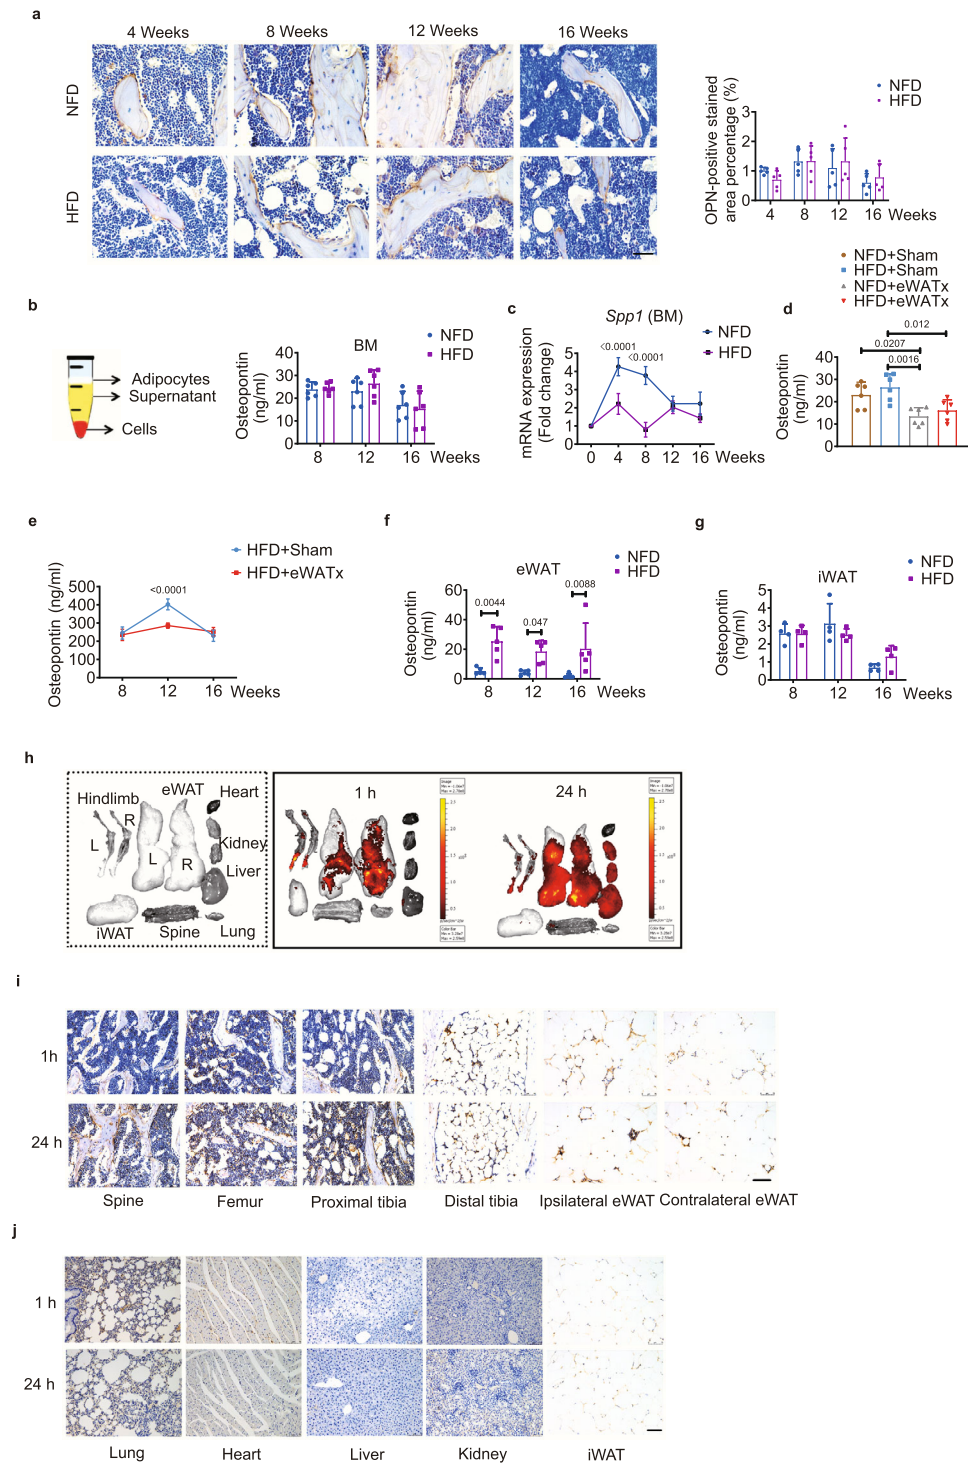 a
4 Weeks
8 Weeks
12 Weeks
16 Weeks
NFD
HFD
NFD
HFD
OPN-positive stained
area percentage (%)
3
2
1
0
4
8
12
16
Weeks
NFD+Sham
HFD+Sham
NFD+eWATx
HFD+eWATx
b
Adipocytes
Supernatant
Cells
BM
NFD
HFD
Osteopontin
(ng/ml)
40
30
20
10
0
8
12
16
Weeks
c
Spp1 (BM)
NFD
HFD
<0.0001
<0.0001
mRNA expression
(Fold change)
5
4
3
2
1
0
0
4
8
12
16
Weeks
d
0.012
0.0207
0.0016
Osteopontin
(ng/ml)
40
30
20
10
0
e
HFD+Sham
HFD+eWATx
<0.0001
Osteopontin (ng/ml)
500
400
300
200
100
0
8
12
16
Weeks
f
eWAT
NFD
HFD
0.0044
0.047
0.0088
Osteopontin
(ng/ml)
60
40
20
0
8
12
16
Weeks
g
iWAT
NFD
HFD
Osteopontin
(ng/ml)
5
4
3
2
1
0
8
12
16
Weeks
h
Hindlimb
eWAT
Heart
R
L
Kidney
L
R
Liver
iWAT
Spine
Lung
1 h
24 h
i
1h
24 h
Spine
Femur
Proximal tibia
Distal tibia
Ipsilateral eWAT
Contralateral eWAT
j
1 h
24 h
Lung
Heart
Liver
Kidney
iWAT